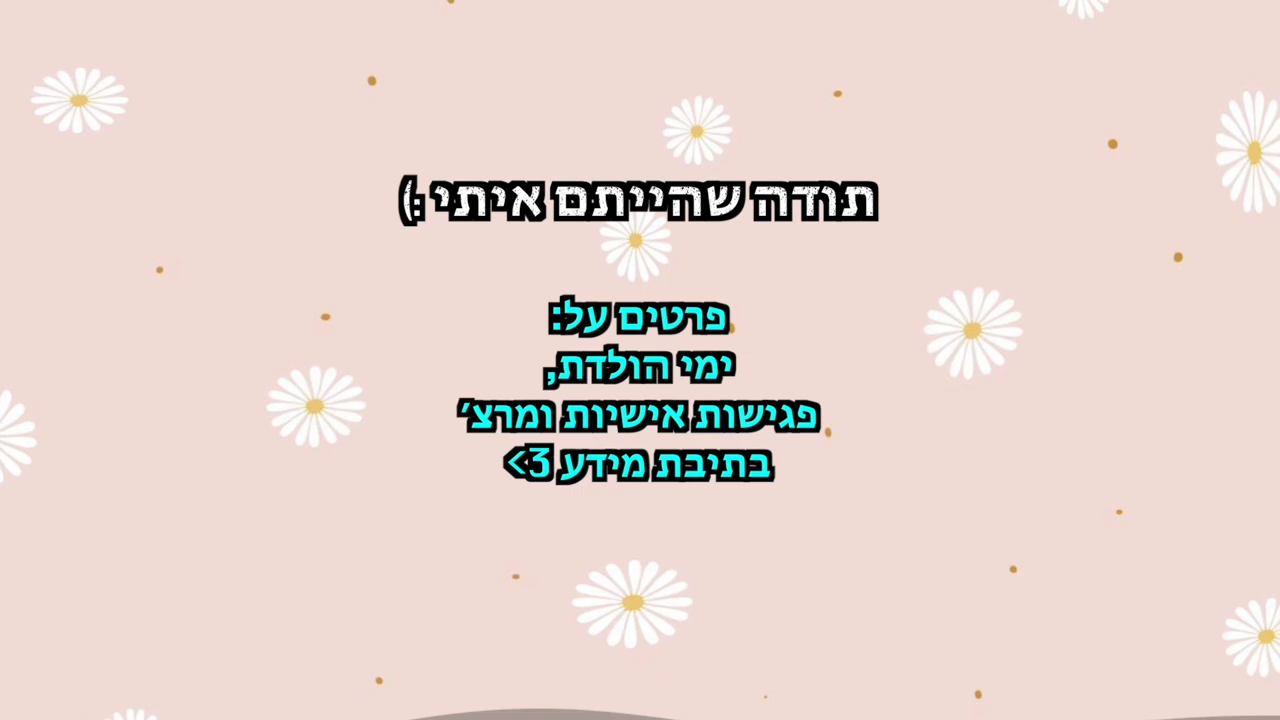 תודה שהייתם איתי :)
פרטים על:
ימי הולדת,
פגישות אישיות ומרצ׳
בתיבת מידע 3>